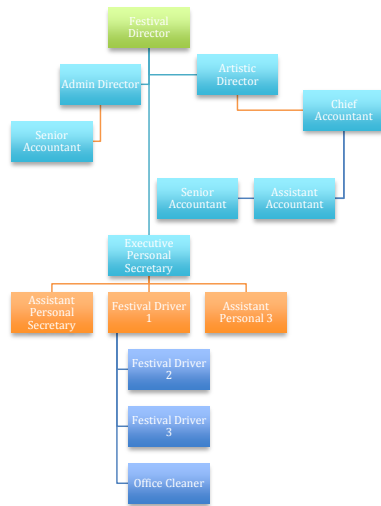 Festival
Director
Artistic
Director
Admin Director
Chief
Accountant
Senior
Accountant
Senior
Accountant
Assistant
Accountant
Executive
Personal
Secretary
Assistant
Personal
Secretary
Festival Driver
1
Assistant
Personal 3
Festival Driver
2
Festival Driver
3
Office Cleaner